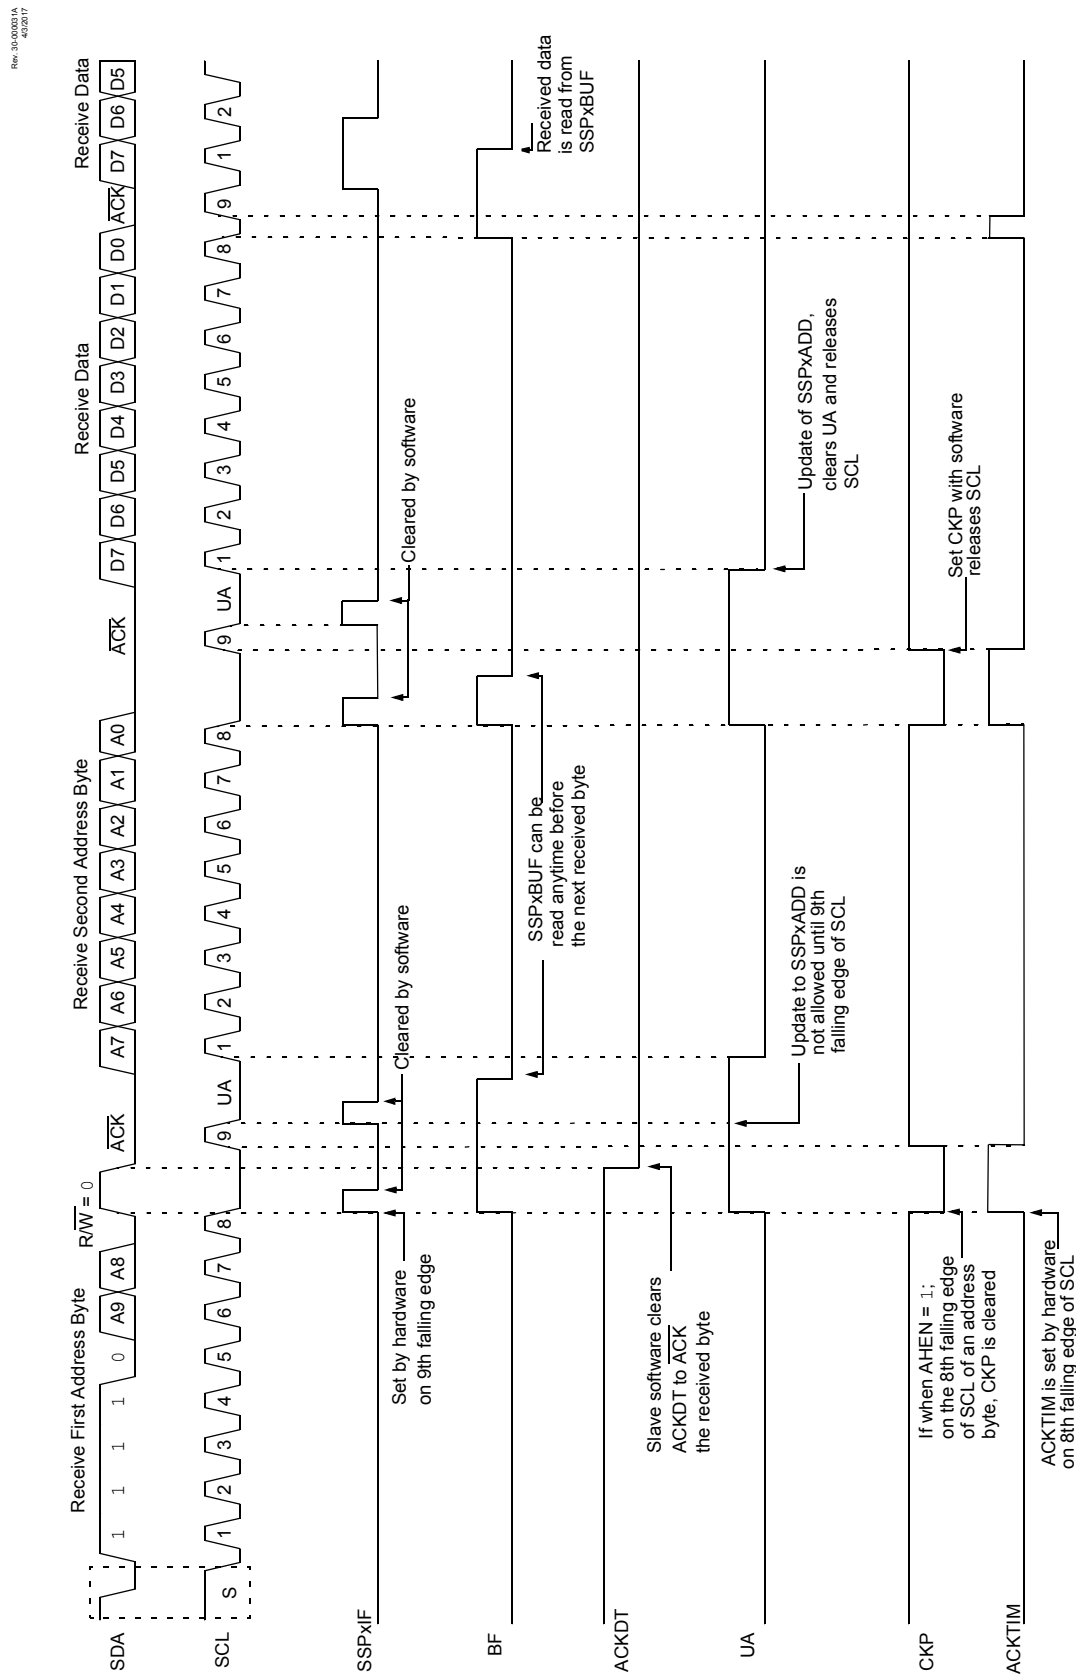 Rev. 30-000031A
4/3/2017
Receive First Address Byte
R/W = 0
Receive Second Address Byte
Receive Data
Receive Data
SDA
1 1 1 1 0 A9 A8
ACK
A7 A6 A5 A4 A3 A2 A1 A0
ACK
D7 D6 D5 D4 D3 D2 D1 D0
ACK
D7 D6 D5
SCL
S
1 2 3 4 5 6 7 8 9 UA
1 2 3 4 5 6 7 8 9 UA
1 2 3 4 5 6 7 8 9
1 2
SSPxIF
Set by hardware
on 9th falling edge
Cleared by software
Cleared by software
BF
SSPxBUF can be
read anytime before
the next received byte
Received data
is read from
SSPxBUF
ACKDT
Slave software clears
ACKDT to ACK
the received byte
UA
Update to SSPxADD is
not allowed until 9th
falling edge of SCL
Update of SSPxADD,
clears UA and releases
SCL
CKP
If when AHEN = 1;
on the 8th falling edge
of SCL of an address
byte, CKP is cleared
Set CKP with software
releases SCL
ACKTIM
ACKTIM is set by hardware
on 8th falling edge of SCL